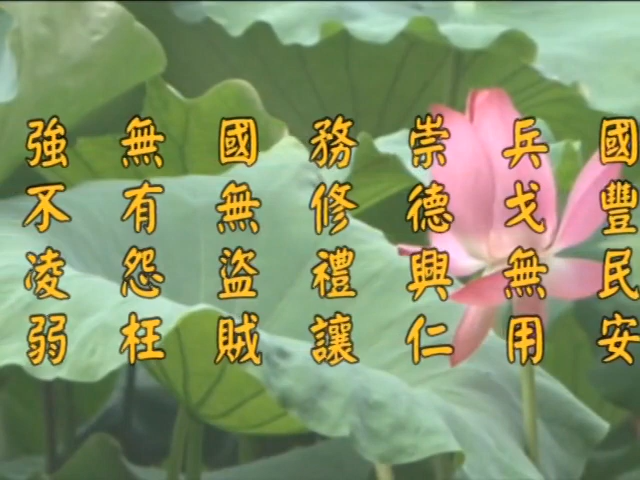 國豐民安
兵戈無用
崇德興仁
務修禮讓
國無盜賊
無有怨枉
強不凌弱